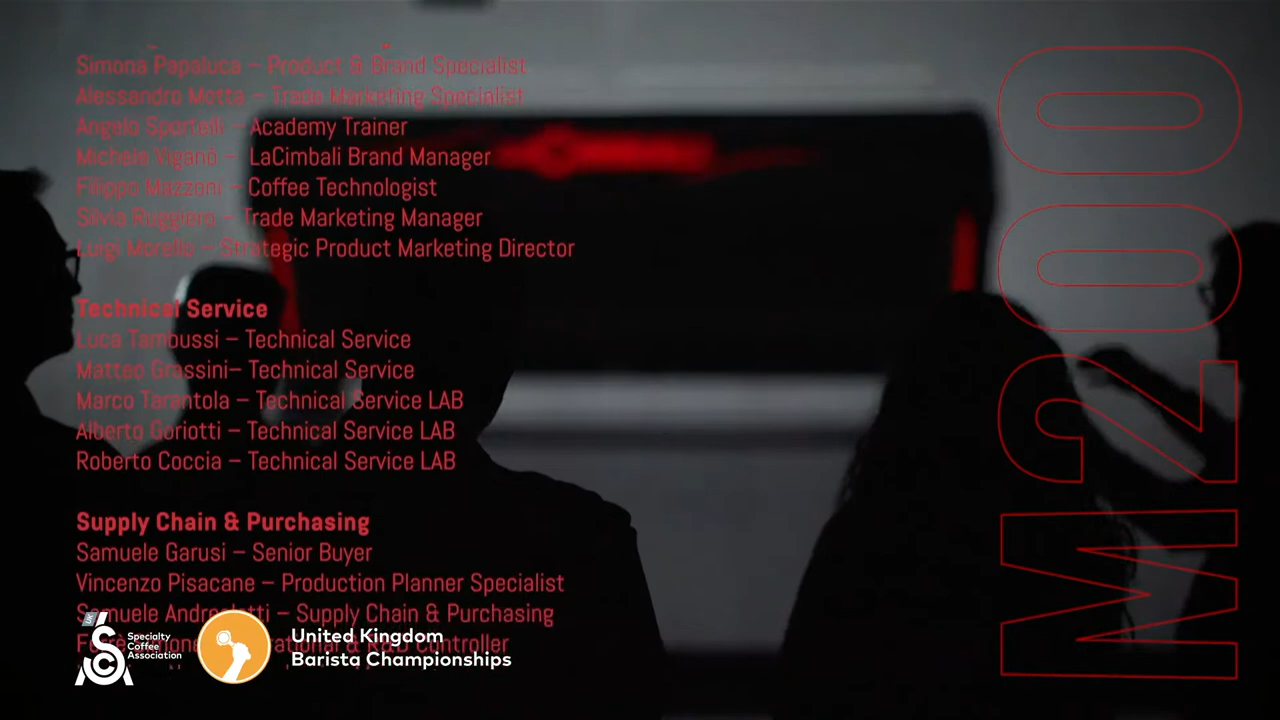 Simona Papaluca – Product & Brand Specialist
Alessandro Motta – Trade Marketing Specialist
Angelo Sportelli – Academy Trainer
Michele Viganò – LaCimbali Brand Manager
Filippo Mazzoni – Coffee Technologist
Silvia Ruggiero – Trade Marketing Manager
Luigi Morello – Strategic Product Marketing Director
Technical Service
Luca Tamoussi – Technical Service
Matteo Grassini– Technical Service
Marco Tarantola – Technical Service LAB
Alberto Goriotti – Technical Service LAB
Roberto Coccia – Technical Service LAB
Supply Chain & Purchasing
Samuele Garusi – Senior Buyer
Vincenzo Pisacane – Production Planner Specialist
Samuele – Supply Chain & Purchasing
& R&D Controller
UK
SCA
Specialty
Coffee
Association
United Kingdom
Barista Championships
M200